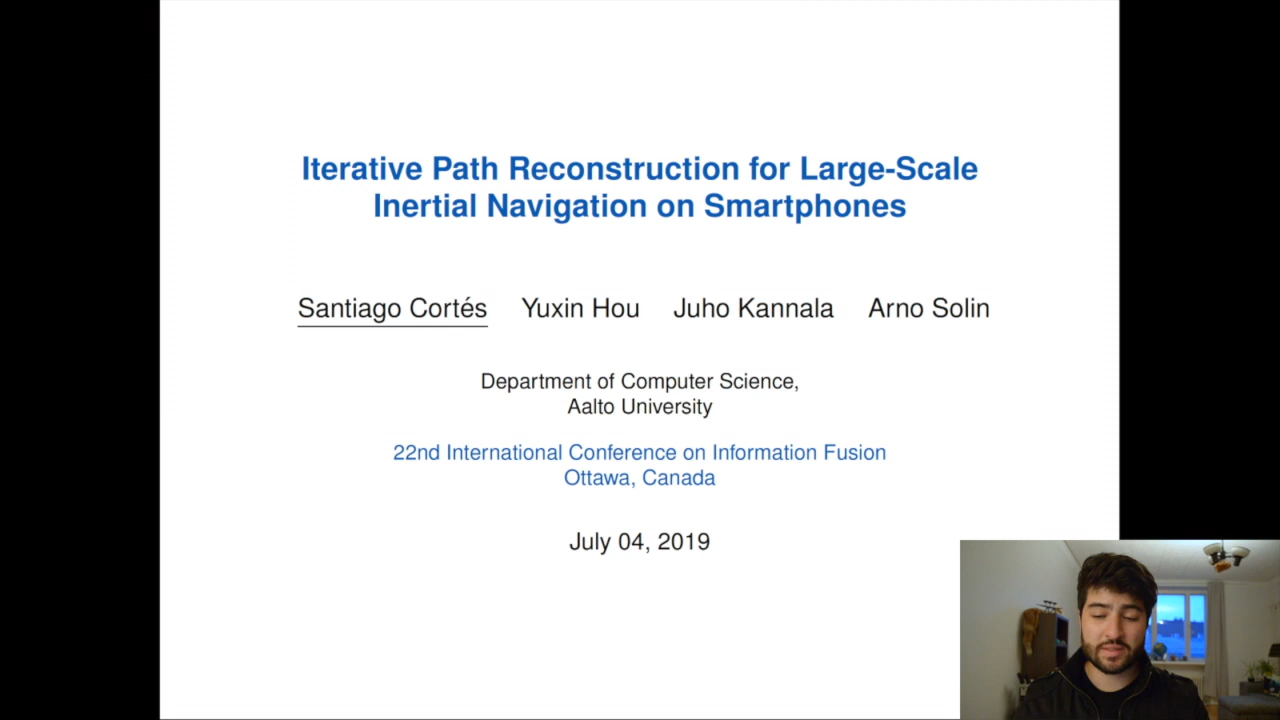 Iterative Path Reconstruction for Large-Scale
Inertial Navigation on Smartphones
Santiago Cortés Yuxin Hou Juho Kannala Arno Solin
Department of Computer Science,
Aalto University
22nd International Conference on Information Fusion
Ottawa, Canada
July 04, 2019